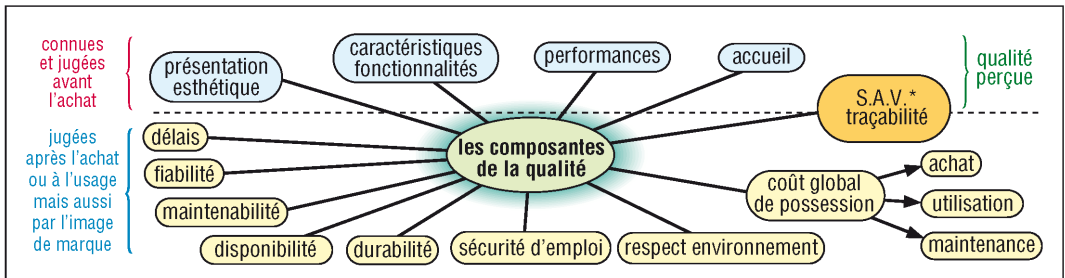 connues
et jugées
avant
l'achat
présentation
esthétique
caractéristiques
fonctionnalités
performances
accueil
qualité
perçue
S.A.V.*
traçabilité
jugées
après l'achat
ou à l'usage
mais aussi
par l'image
de marque
délais
fiabilité
maintenabilité
disponibilité
durabilité
sécurité d'emploi
respect environnement
les composantes
de la qualité
coût global
de possession
achat
utilisation
maintenance